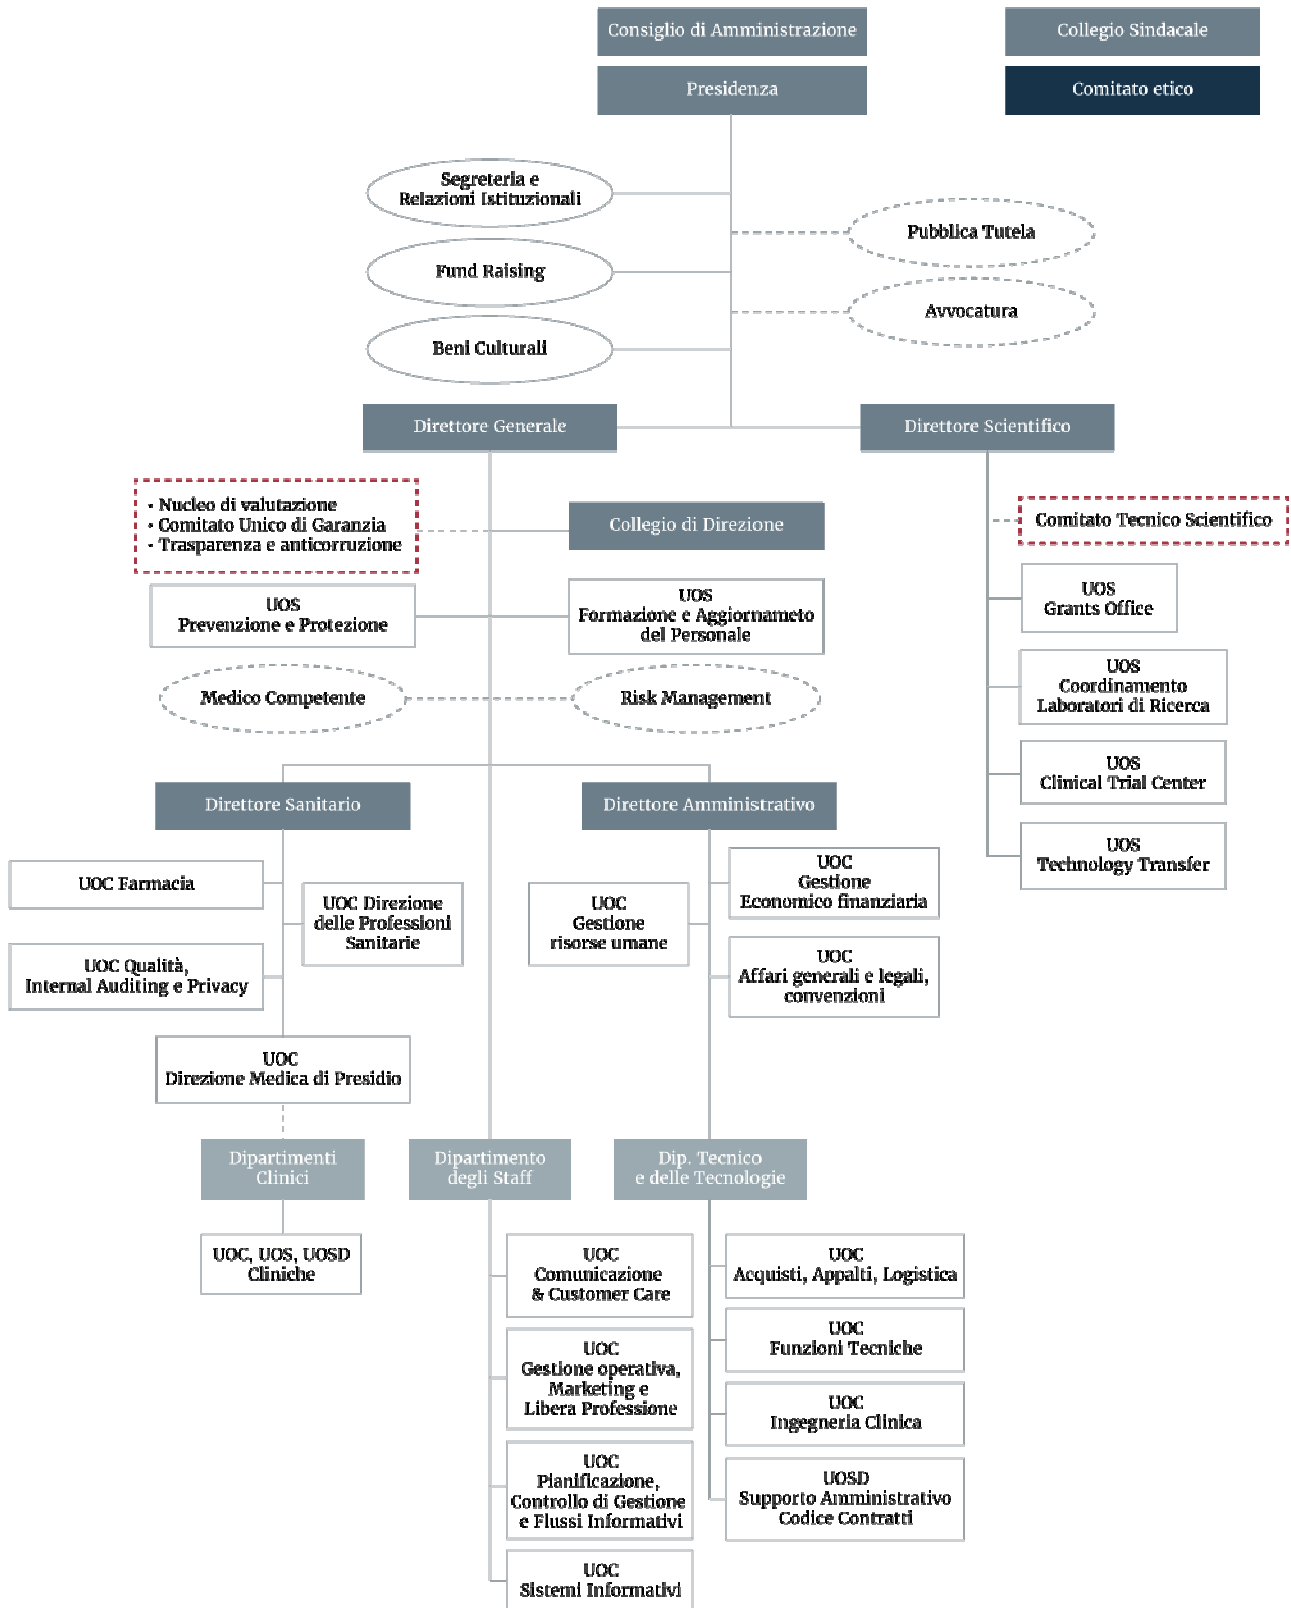 Consiglio di Amministrazione
Collegio Sindacale
Presidenza
Comitato etico
Segreteria e
Relazioni Istituzionali
Pubblica Tutela
Fund Raising
Avvocatura
Beni Culturali
Direttore Generale
Direttore Scientifico
- Nucleo di valutazione
- Comitato Unico di Garanzia
- Trasparenza e anticorruzione
Collegio di Direzione
Comitato Tecnico Scientifico
UOS
Prevenzione e Protezione
UOS
Formazione e Aggiornameto
del Personale
UOS
Grants Office
Medico Competente
Risk Management
UOS
Coordinamento
Laboratori di Ricerca
UOS
Clinical Trial Center
UOS
Technology Transfer
Direttore Sanitario
Direttore Amministrativo
UOC Farmacia
UOC Direzione
delle Professioni
Sanitarie
UOC Qualità,
Internal Auditing e Privacy
UOC
Direzione Medica di Presidio
UOC
Gestione
Economico finanziaria
UOC
Gestione
risorse umane
UOC
Affari generali e legali,
convenzioni
Dipartimenti
Clinici
Dipartimento
degli Staff
Dip. Tecnico
e delle Tecnologie
UOC, UOS, UOSD
Cliniche
UOC
Comunicazione
& Customer Care
UOC
Gestione operativa,
Marketing e
Libera Professione
UOC
Pianificazione,
Controllo di Gestione
e Flussi Informativi
UOC
Sistemi Informativi
UOC
Acquisti, Appalti, Logistica
UOC
Funzioni Tecniche
UOC
Ingegneria Clinica
UOSD
Supporto Amministrativo
Codice Contratti